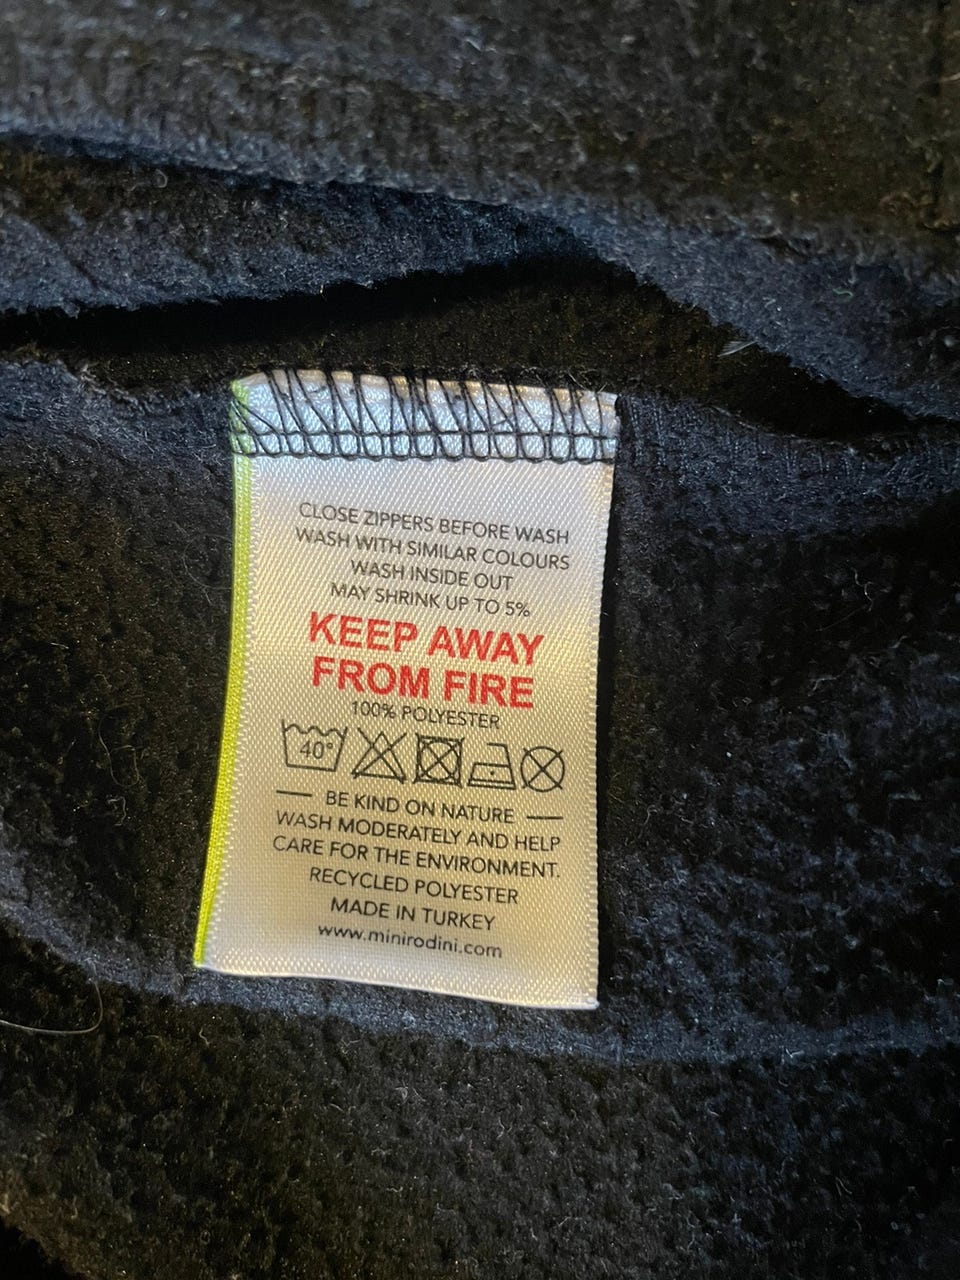 CLOSE ZIPPERS BEFORE WASH
WASH WITH SIMILAR COLOURS
WASH INSIDE OUT
MAY SHRINK UP TO 5%
KEEP AWAY
FROM FIRE
100% POLYESTER
40°
BE KIND ON NATURE
WASH MODERATELY AND HELP
CARE FOR THE ENVIRONMENT.
RECYCLED POLYESTER
MADE IN TURKEY
www.minirodini.com